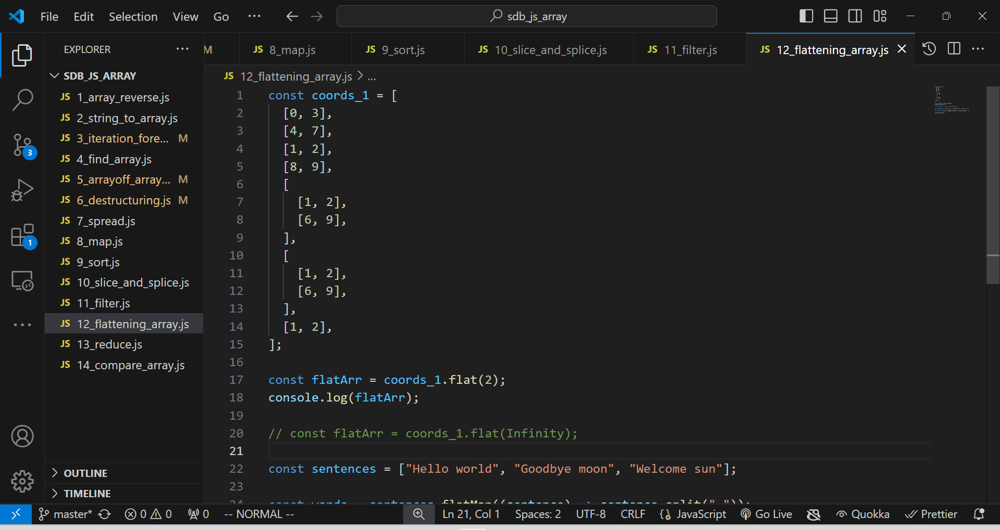 File Edit Selection View Go ··· sdb_js_array
EXPLORER ···
M JS 8_map.js JS 9_sort.js JS 10_slice_and_splice.js JS 11_filter.js JS 12_flattening_array.js ···
SDB_JS_ARRAY
JS 1_array_reverse.js
JS 2_string_to_array.js
JS 3_iteration_fore... M
JS 4_find_array.js
JS 5_arrayoff_array... M
JS 6_destructuring.js M
JS 7_spread.js
JS 8_map.js
JS 9_sort.js
JS 10_slice_and_splice.js
JS 11_filter.js
JS 12_flattening_array.js
JS 13_reduce.js
JS 14_compare_array.js
OUTLINE
TIMELINE
3
1
JS 12_flattening_array.js > ...
1 const coords_1 = [
2 [0, 3],
3 [4, 7],
4 [1, 2],
5 [8, 9],
6 [
7 [1, 2],
8 [6, 9],
9 ],
10 [
11 [1, 2],
12 [6, 9],
13 ],
14 [1, 2],
15 ];
16
17 const flatArr = coords_1.flat(2);
18 console.log(flatArr);
19
20 // const flatArr = coords_1.flat(Infinity);
21
22 const sentences = ["Hello world", "Goodbye moon", "Welcome sun"];
23
24 const words = sentences.flatMap((sentence) => sentence.split(" "));
master* 0 0 0 -- NORMAL -- Ln 21, Col 1 Spaces: 2 UTF-8 CRLF JavaScript Go Live Quokka Prettier